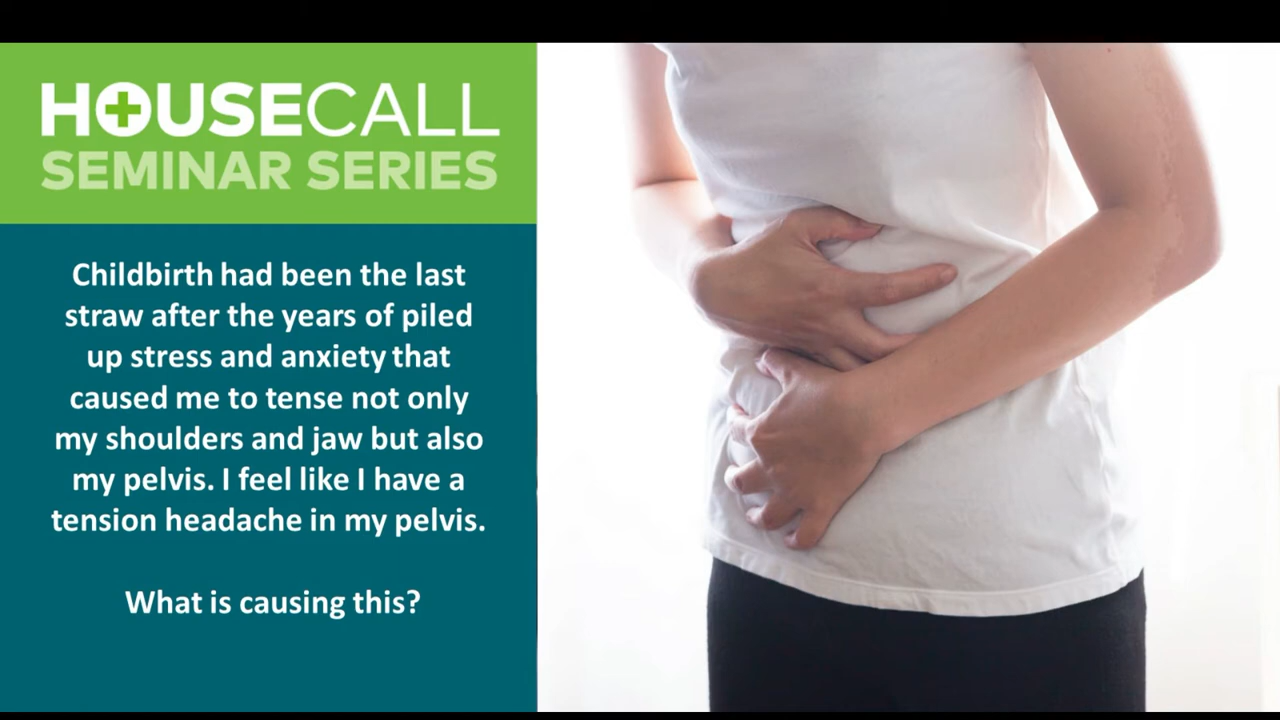 HOUSECALL
SEMINAR SERIES
Childbirth had been the last
straw after the years of piled
up stress and anxiety that
caused me to tense not only
my shoulders and jaw but also
my pelvis. I feel like I have a
tension headache in my pelvis.
What is causing this?